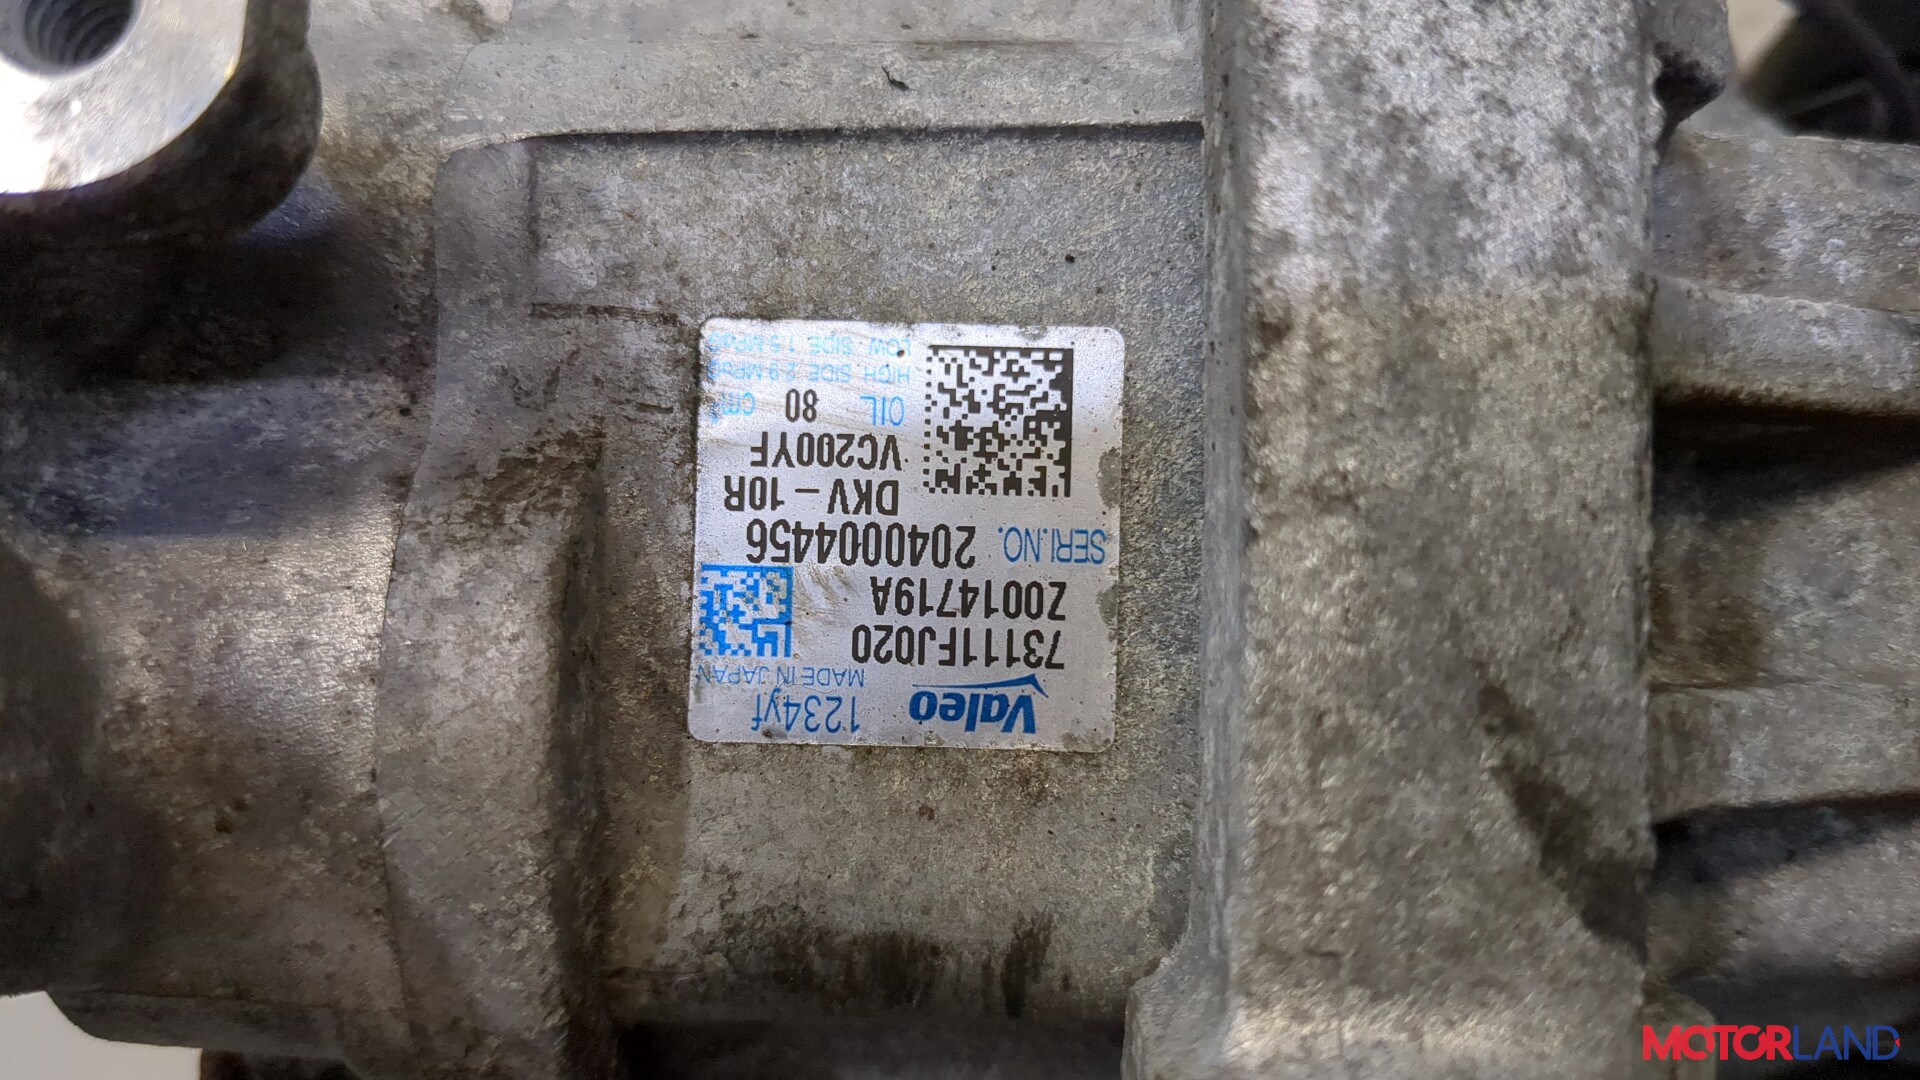 Valeo 1234yf
MADE IN JAPAN
73111FJ020
Z0014719A
SERI.NO. 2040004456
DKV-10R
VC200YF
OIL 80 cm³
HIGH SIDE 2.9 MPaG
LOW SIDE 1.5 MPaG
MOTORLAND